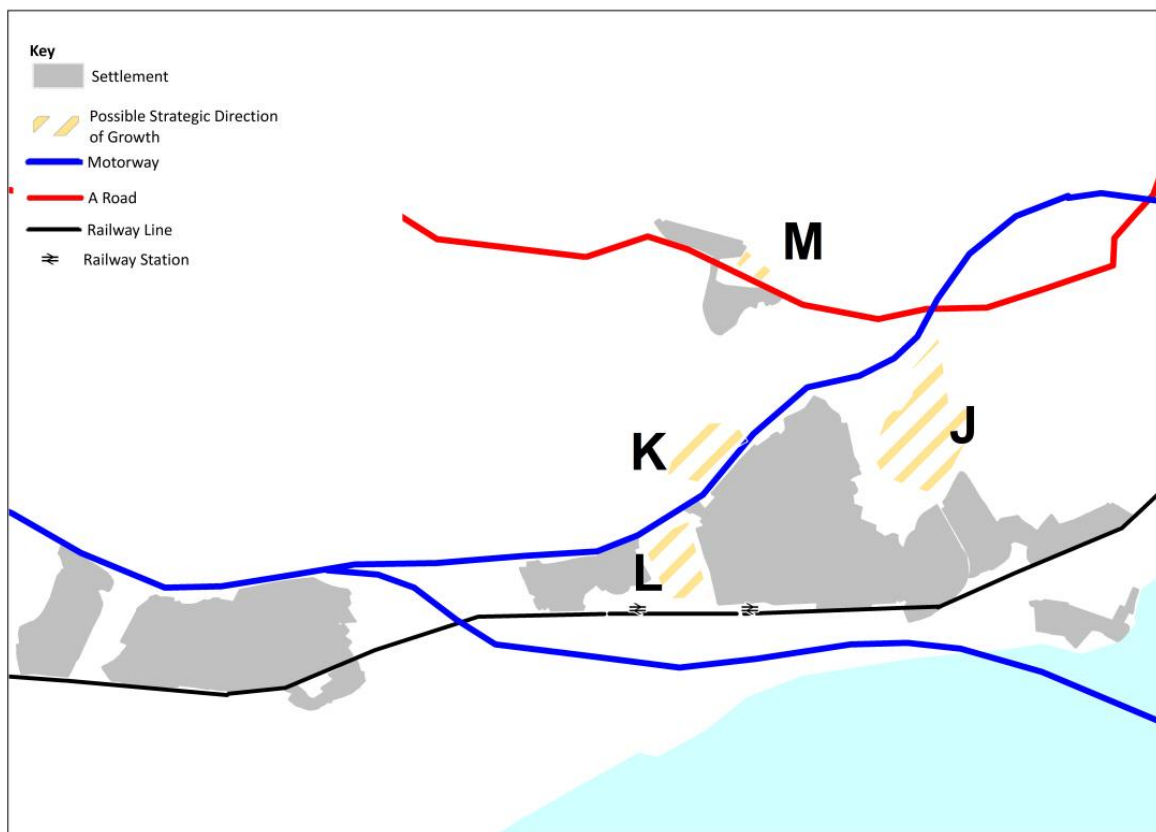 Key
Settlement
Possible Strategic Direction
of Growth
Motorway
A Road
Railway Line
Railway Station
M
K
J
L